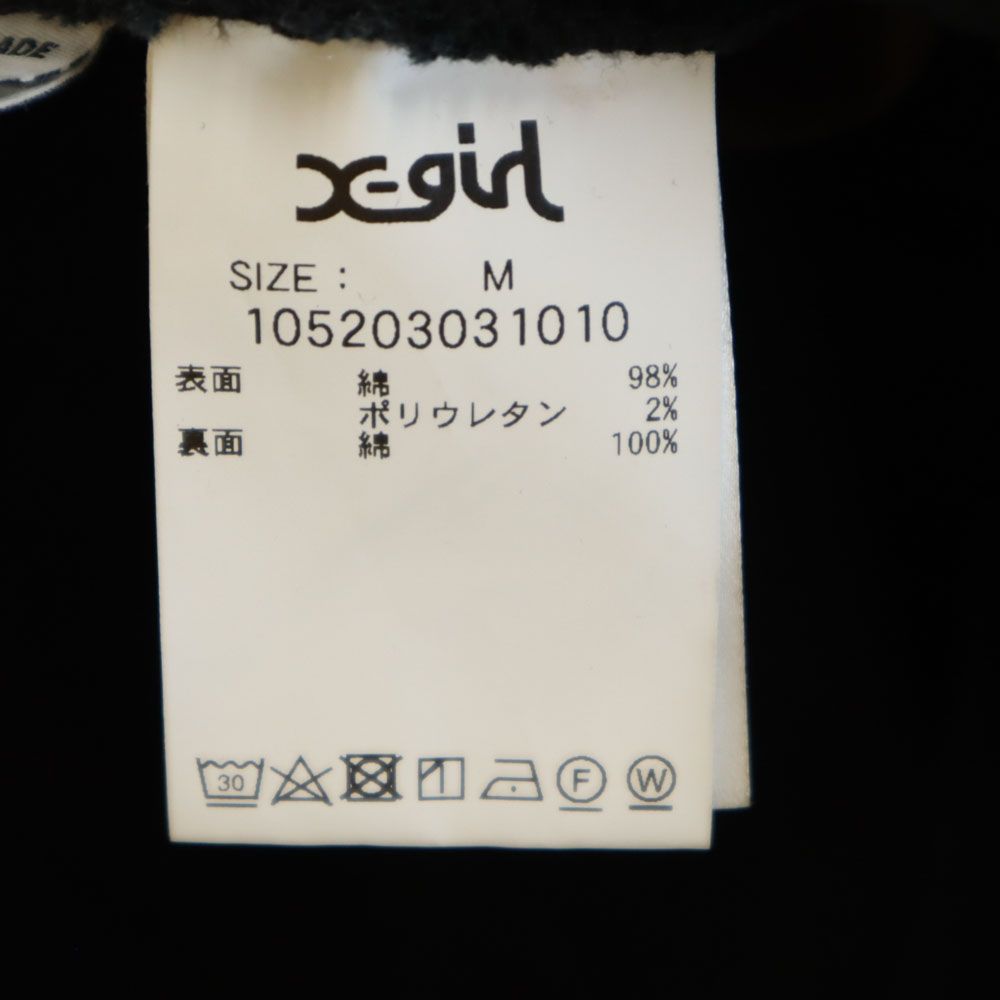 ADE
X-girl
SIZE : M
105203031010
表面 綿 98%
ポリウレタン 2%
裏面 綿 100%
30 F W